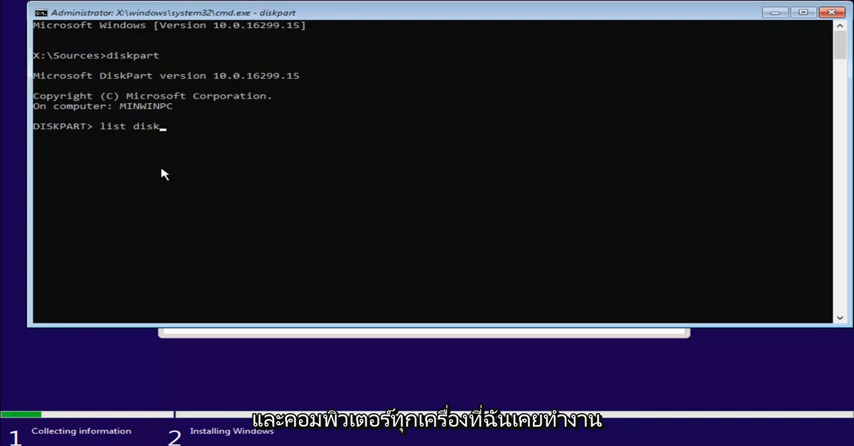 Administrator: X:\windows\system32\cmd.exe - diskpart
Microsoft Windows [Version 10.0.16299.15]
X:\Sources>diskpart
Microsoft DiskPart version 10.0.16299.15
Copyright (C) Microsoft Corporation.
On computer: MINWINPC
DISKPART> list disk
และคอมพิวเตอร์ทุกเครื่องที่ฉันเคยทำงาน
1 Collecting information 2 Installing Windows